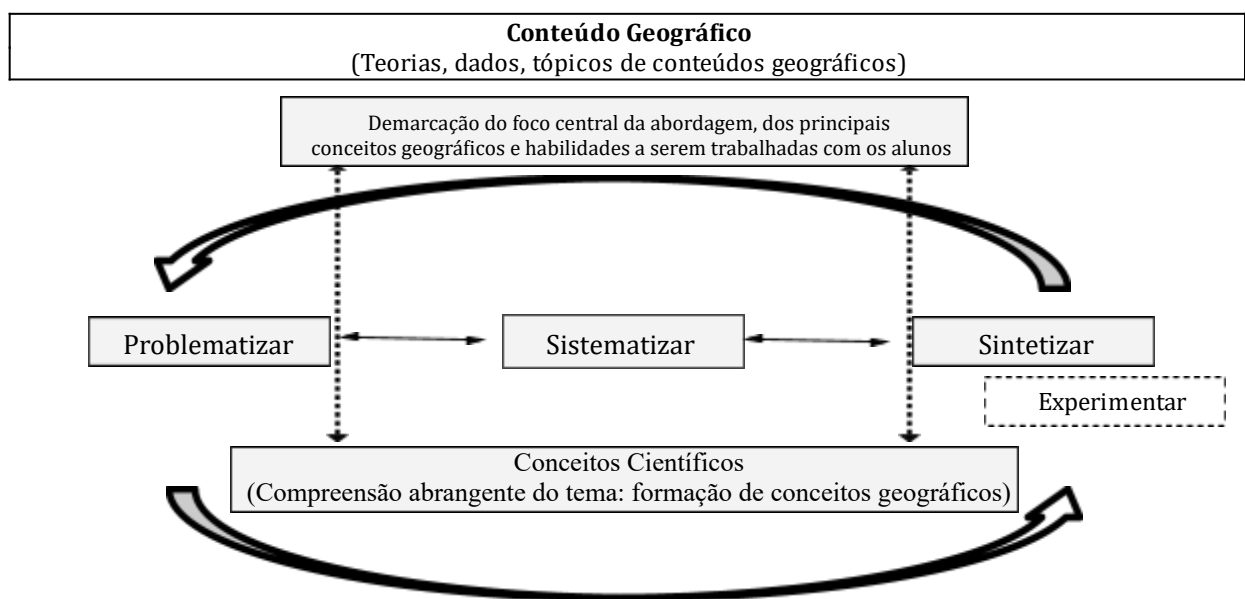 Conteúdo Geográfico
(Teorias, dados, tópicos de conteúdos geográficos)
Demarcação do foco central da abordagem, dos principais
conceitos geográficos e habilidades a serem trabalhadas com os alunos
Problematizar
Sistematizar
Sintetizar
Experimentar
Conceitos Científicos
(Compreensão abrangente do tema: formação de conceitos geográficos)